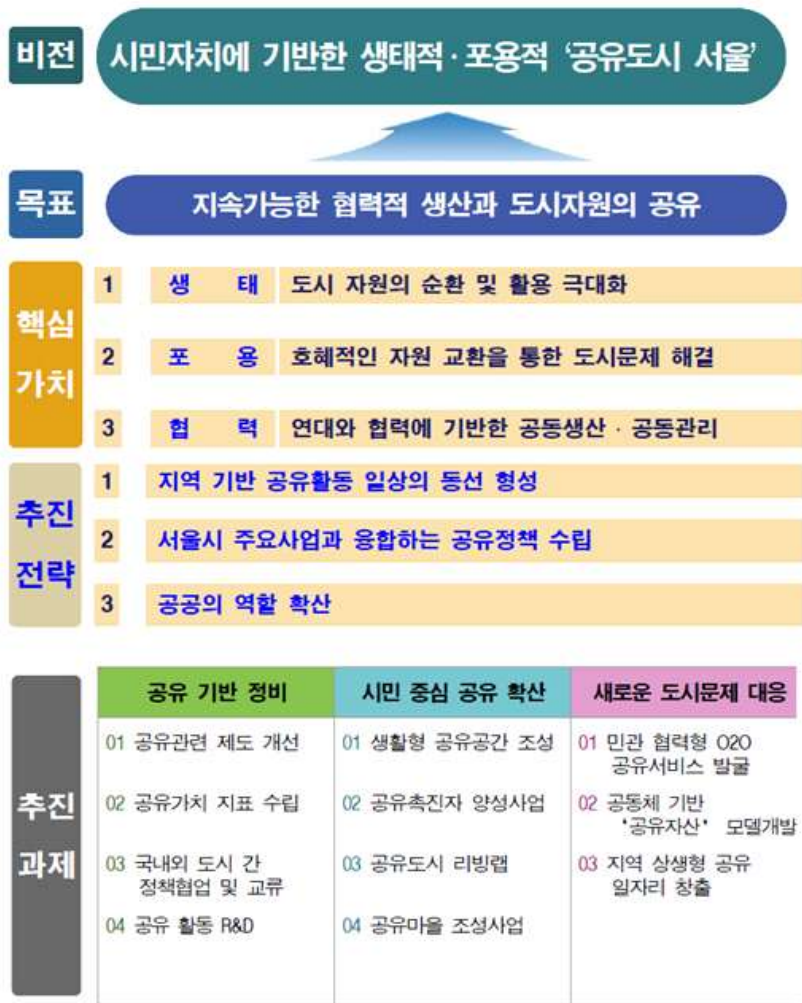 비전
시민자치에 기반한 생태적·포용적 ‘공유도시 서울’
목표
지속가능한 협력적 생산과 도시자원의 공유
핵심
가치
1 생 태 도시 자원의 순환 및 활용 극대화
2 포 용 호혜적인 자원 교환을 통한 도시문제 해결
3 협 력 연대와 협력에 기반한 공동생산 · 공동관리
추진
전략
1 지역 기반 공유활동 일상의 동선 형성
2 서울시 주요사업과 융합하는 공유정책 수립
3 공공의 역할 확산
추진
과제
공유 기반 정비
01 공유관련 제도 개선
02 공유가치 지표 수립
03 국내외 도시 간
정책협업 및 교류
04 공유 활동 R&D
시민 중심 공유 확산
01 생활형 공유공간 조성
02 공유촉진자 양성사업
03 공유도시 리빙랩
04 공유마을 조성사업
새로운 도시문제 대응
01 민관 협력형 O2O
공유서비스 발굴
02 공동체 기반
‘공유자산’ 모델개발
03 지역 상생형 공유
일자리 창출